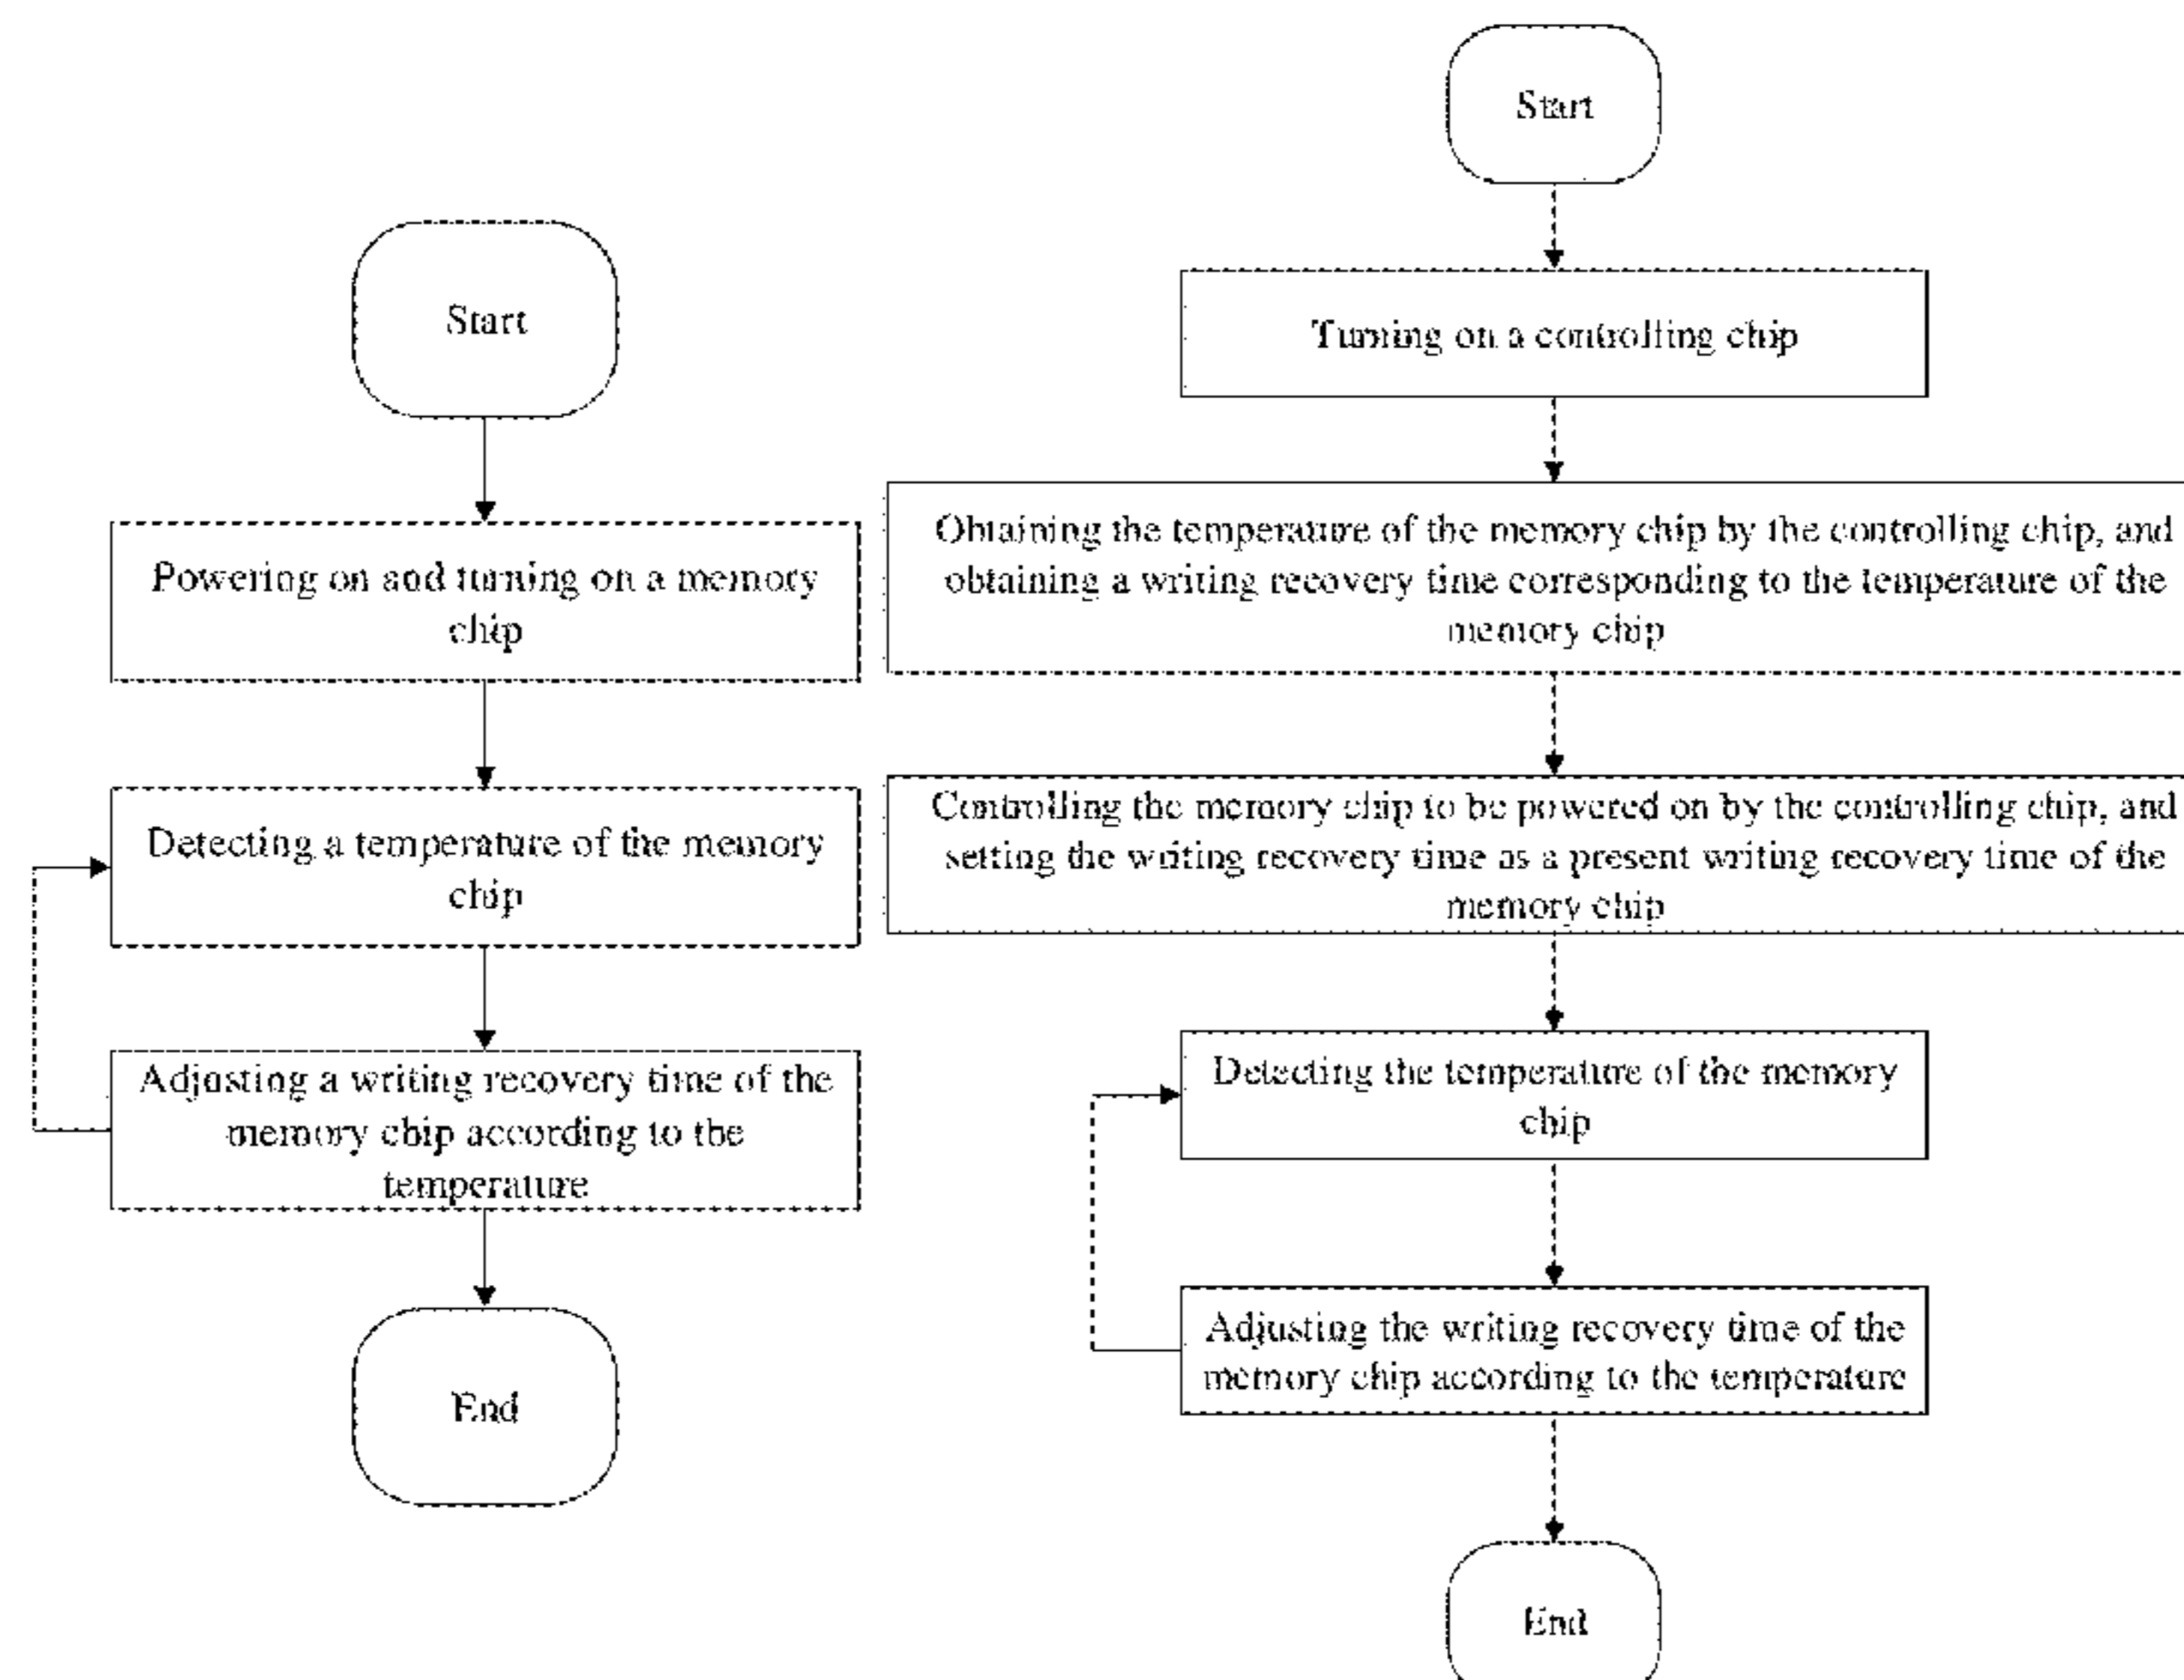 Start
Powering on and turning on a memory
chip
Detecting a temperature of the memory
chip
Adjusting a writing recovery time of the
memory chip according to the
temperature
End
Start
Turning on a controlling chip
Obtaining the temperature of the memory chip by the controlling chip, and
obtaining a writing recovery time corresponding to the temperature of the
memory chip
Controlling the memory chip to be powered on by the controlling chip, and
setting the writing recovery time as a present writing recovery time of the
memory chip
Detecting the temperature of the memory
chip
Adjusting the writing recovery time of the
memory chip according to the temperature
End